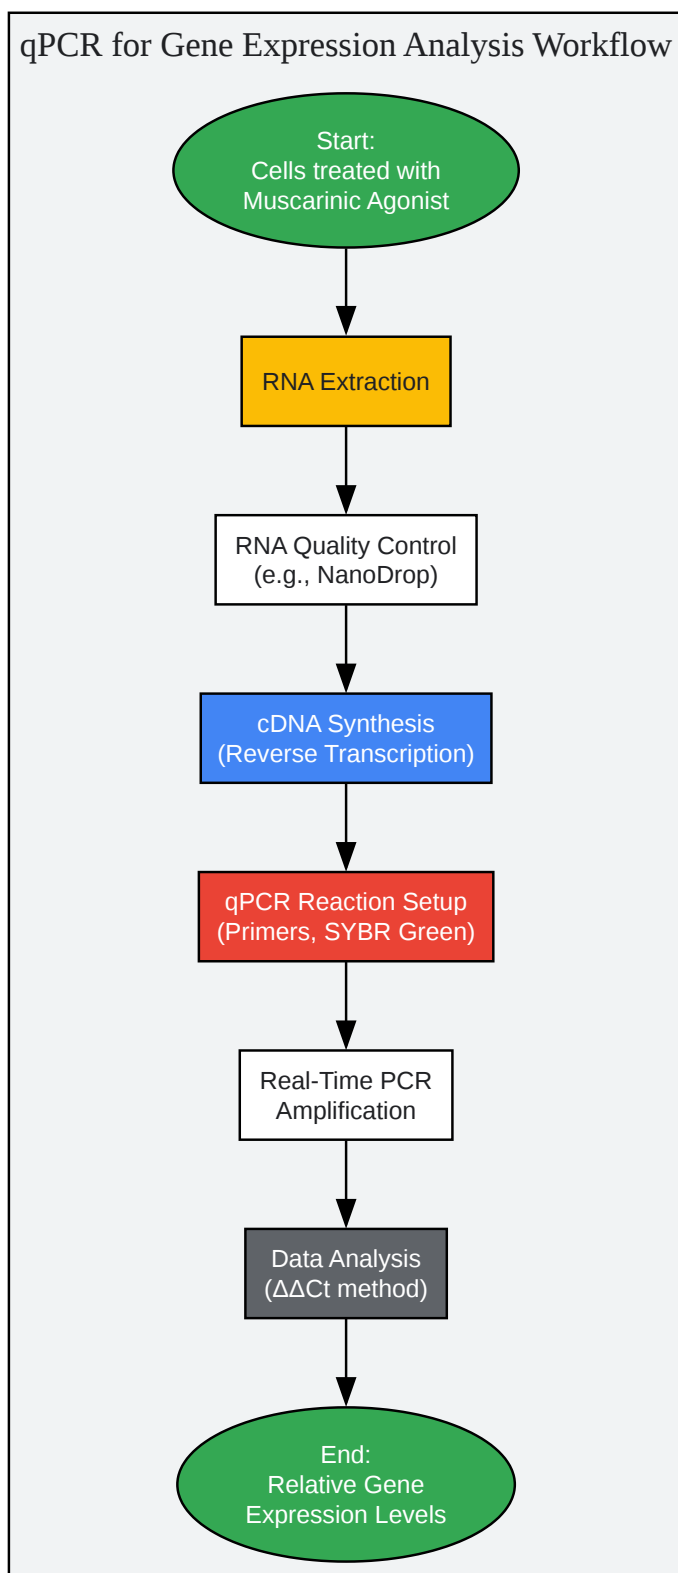 qPCR for Gene Expression Analysis Workflow
Start:
Cells treated with
Muscarinic Agonist
RNA Extraction
RNA Quality Control
(e.g., NanoDrop)
cDNA Synthesis
(Reverse Transcription)
qPCR Reaction Setup
(Primers, SYBR Green)
Real-Time PCR
Amplification
Data Analysis
(ΔΔCt method)
End:
Relative Gene
Expression Levels